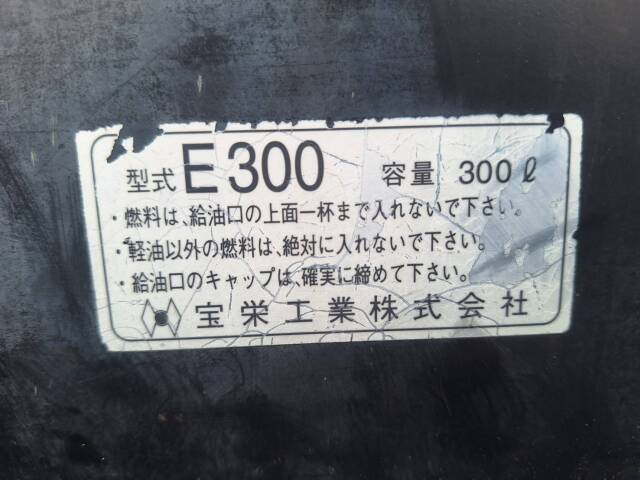 型式 E300 容量 300ℓ
・燃料は、給油口の上面一杯まで入れないで下さい。
・軽油以外の燃料は、絶対に入れないで下さい。
・給油口のキャップは、確実に締めて下さい。
宝栄工業株式会社